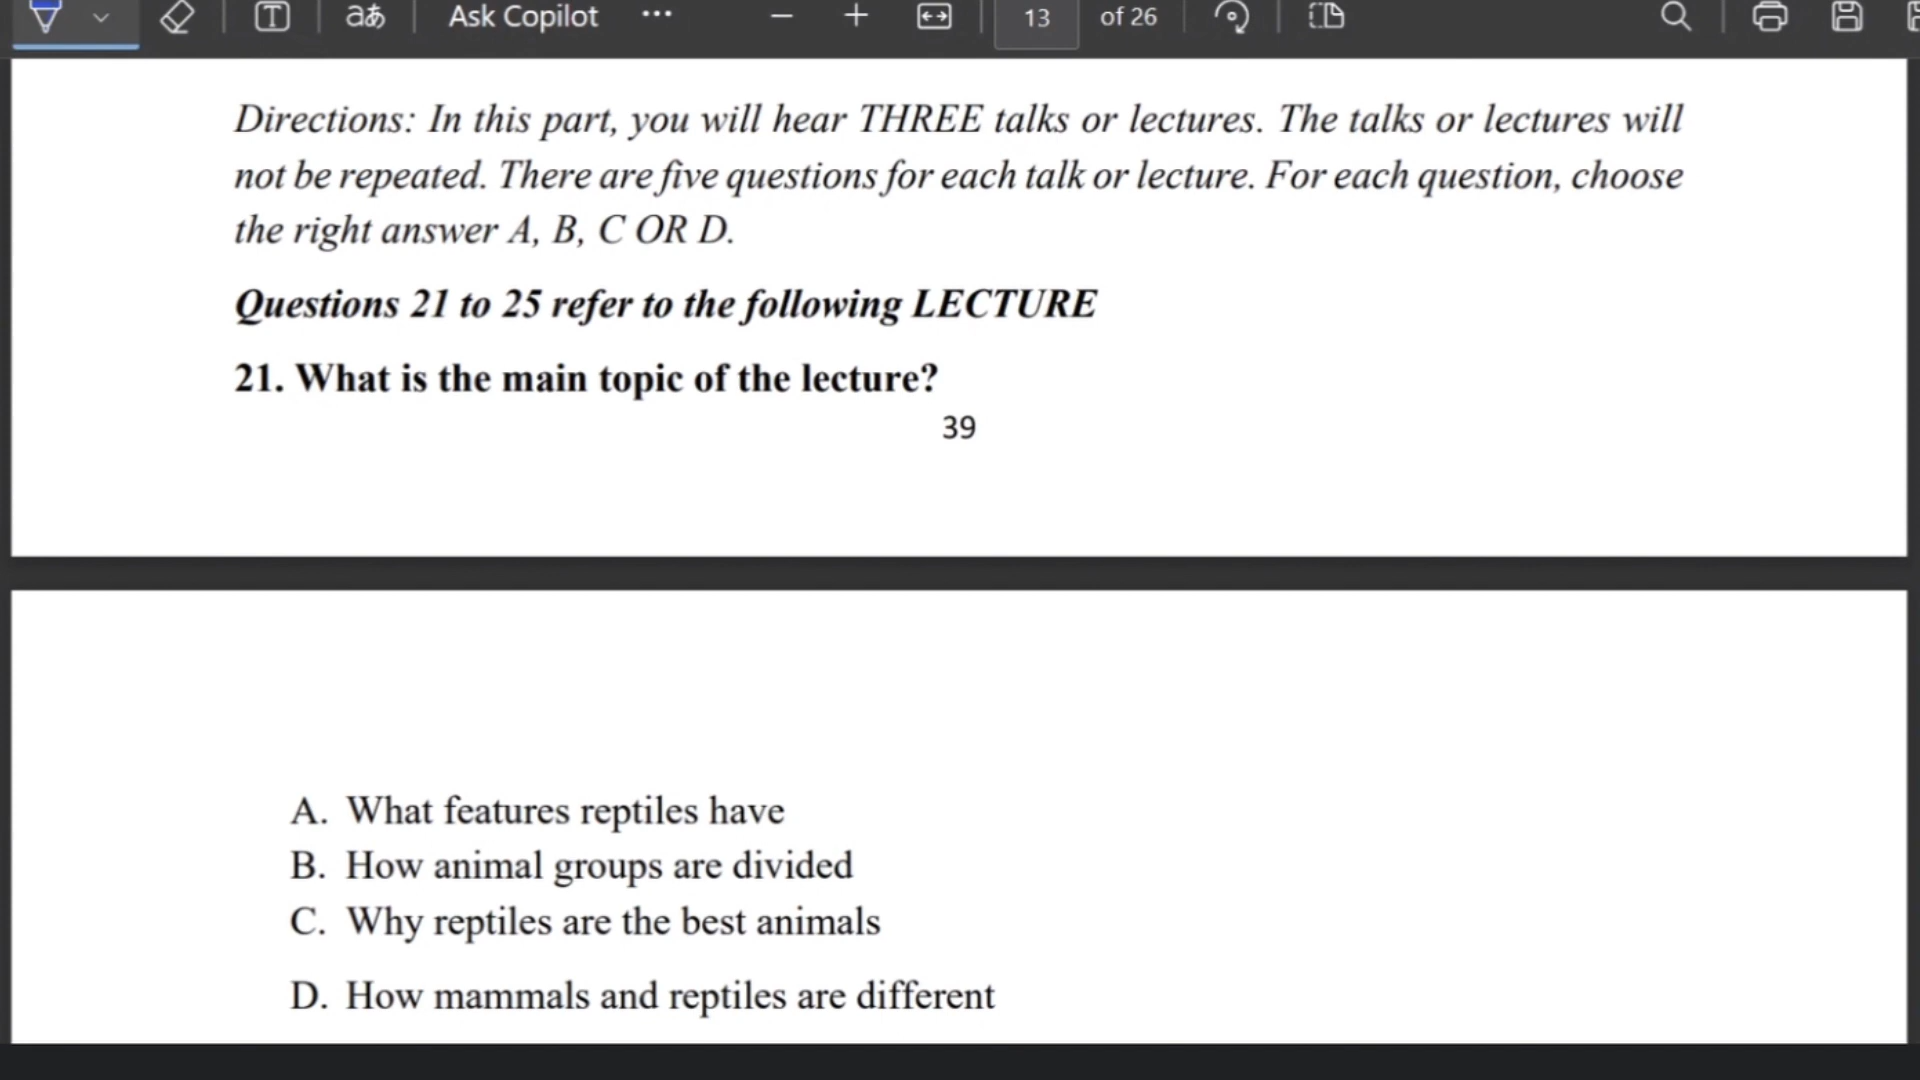 aあ Ask Copilot ... 13 of 26
Directions: In this part, you will hear THREE talks or lectures. The talks or lectures will
not be repeated. There are five questions for each talk or lecture. For each question, choose
the right answer A, B, C OR D.
Questions 21 to 25 refer to the following LECTURE
21. What is the main topic of the lecture?
39
A. What features reptiles have
B. How animal groups are divided
C. Why reptiles are the best animals
D. How mammals and reptiles are different